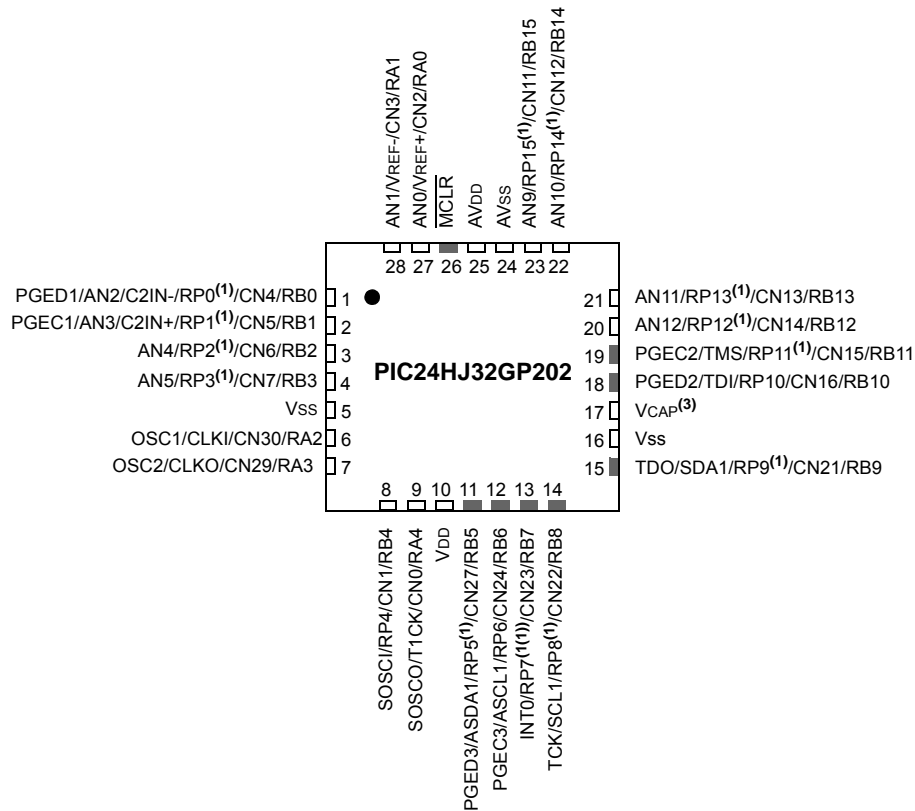 AN1/VREF-/CN3/RA1
AN0/VREF+/CN2/RA0
MCLR
AVDD
AVSS
AN9/RP15(1)/CN11/RB15
AN10/RP14(1)/CN12/RB14
28 27 26 25 24 23 22
PGED1/AN2/C2IN-/RP0(1)/CN4/RB0 1
PGEC1/AN3/C2IN+/RP1(1)/CN5/RB1 2
AN4/RP2(1)/CN6/RB2 3
AN5/RP3(1)/CN7/RB3 4
VSS 5
OSC1/CLKI/CN30/RA2 6
OSC2/CLKO/CN29/RA3 7
PIC24HJ32GP202
21 AN11/RP13(1)/CN13/RB13
20 AN12/RP12(1)/CN14/RB12
19 PGEC2/TMS/RP11(1)/CN15/RB11
18 PGED2/TDI/RP10/CN16/RB10
17 VCAP(3)
16 Vss
15 TDO/SDA1/RP9(1)/CN21/RB9
8 9 10 11 12 13 14
SOSCI/RP4/CN1/RB4
SOSCO/T1CK/CN0/RA4
VDD
PGED3/ASDA1/RP5(1)/CN27/RB5
PGEC3/ASCL1/RP6/CN24/RB6
INT0/RP7(1(1))/CN23/RB7
TCK/SCL1/RP8(1)/CN22/RB8